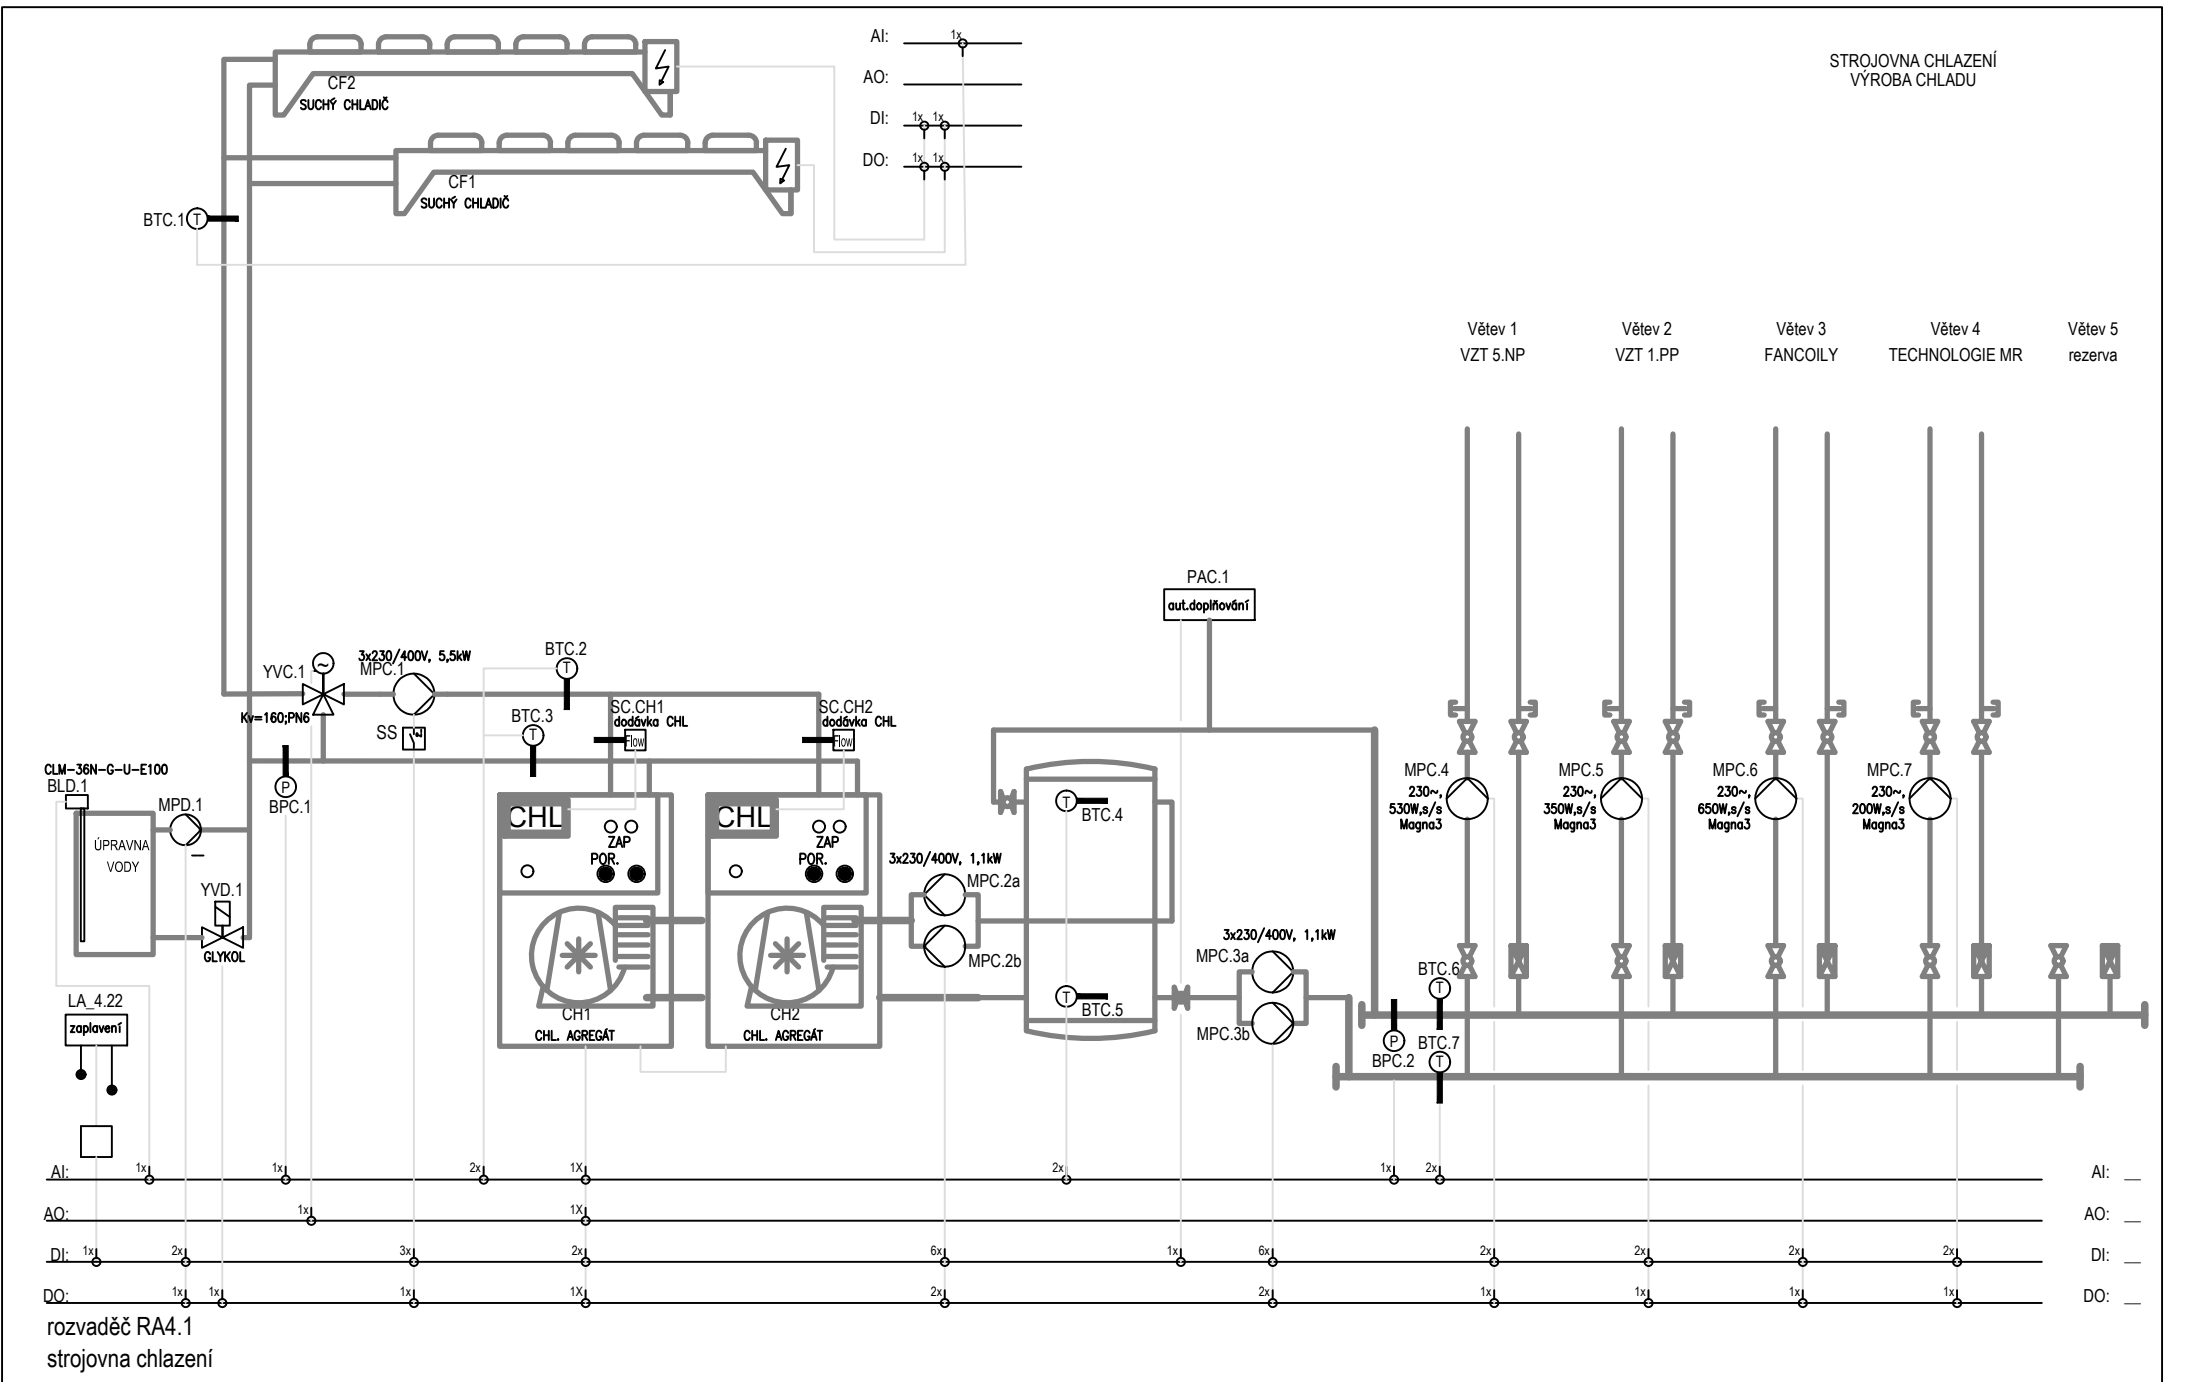 AI: 1x
AO:
DI: 1x 1x
DO: 1x 1x
STROJOVNA CHLAZENÍ
VÝROBA CHLADU
CF2
SUCHÝ CHLADIČ
CF1
SUCHÝ CHLADIČ
BTC.1 T
Větev 1
VZT 5.NP
Větev 2
VZT 1.PP
Větev 3
FANCOILY
Větev 4
TECHNOLOGIE MR
Větev 5
rezerva
PAC.1
aut.doplňování
YVC.1 ~
Kv=160;PN6
3x230/400V, 5,5kW
MPC.1
SS
BTC.2
T
BTC.3
T
SC.CH1
dodávka CHL
Flow
SC.CH2
dodávka CHL
Flow
P
BPC.1
CLM-36N-G-U-E100
BLD.1
MPD.1
ÚPRAVNA
VODY
YVD.1
GLYKOL
LA_4.22
zaplavení
CHL
ZAP
POR.
CH1
CHL. AGREGÁT
CHL
ZAP
POR.
CH2
CHL. AGREGÁT
3x230/400V, 1,1kW
MPC.2a
MPC.2b
T
BTC.4
T
BTC.5
3x230/400V, 1,1kW
MPC.3a
MPC.3b
MPC.4
230~,
530W,s/s
Magna3
MPC.5
230~,
350W,s/s
Magna3
MPC.6
230~,
650W,s/s
Magna3
MPC.7
230~,
200W,s/s
Magna3
BTC.6
T
P
BPC.2
BTC.7
T
AI: 1x 1x 2x 1X 2x 1x 2x AI: __
AO: 1x 1X AO: __
DI: 1x 2x 3x 2x 6x 1x 6x 2x 2x 2x 2x DI: __
DO: 1x 1x 1x 1X 2x 2x 1x 1x 1x 1x DO: __
rozvaděč RA4.1
strojovna chlazení